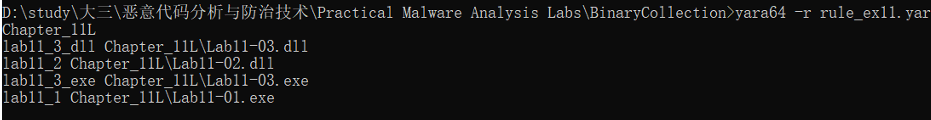 D:\study\大三\恶意代码分析与防治技术\Practical Malware Analysis Labs\BinaryCollection>yara64 -r rule_ex11.yar
Chapter_11L
lab11_3_dll Chapter_11L\Lab11-03.dll
lab11_2 Chapter_11L\Lab11-02.dll
lab11_3_exe Chapter_11L\Lab11-03.exe
lab11_1 Chapter_11L\Lab11-01.exe